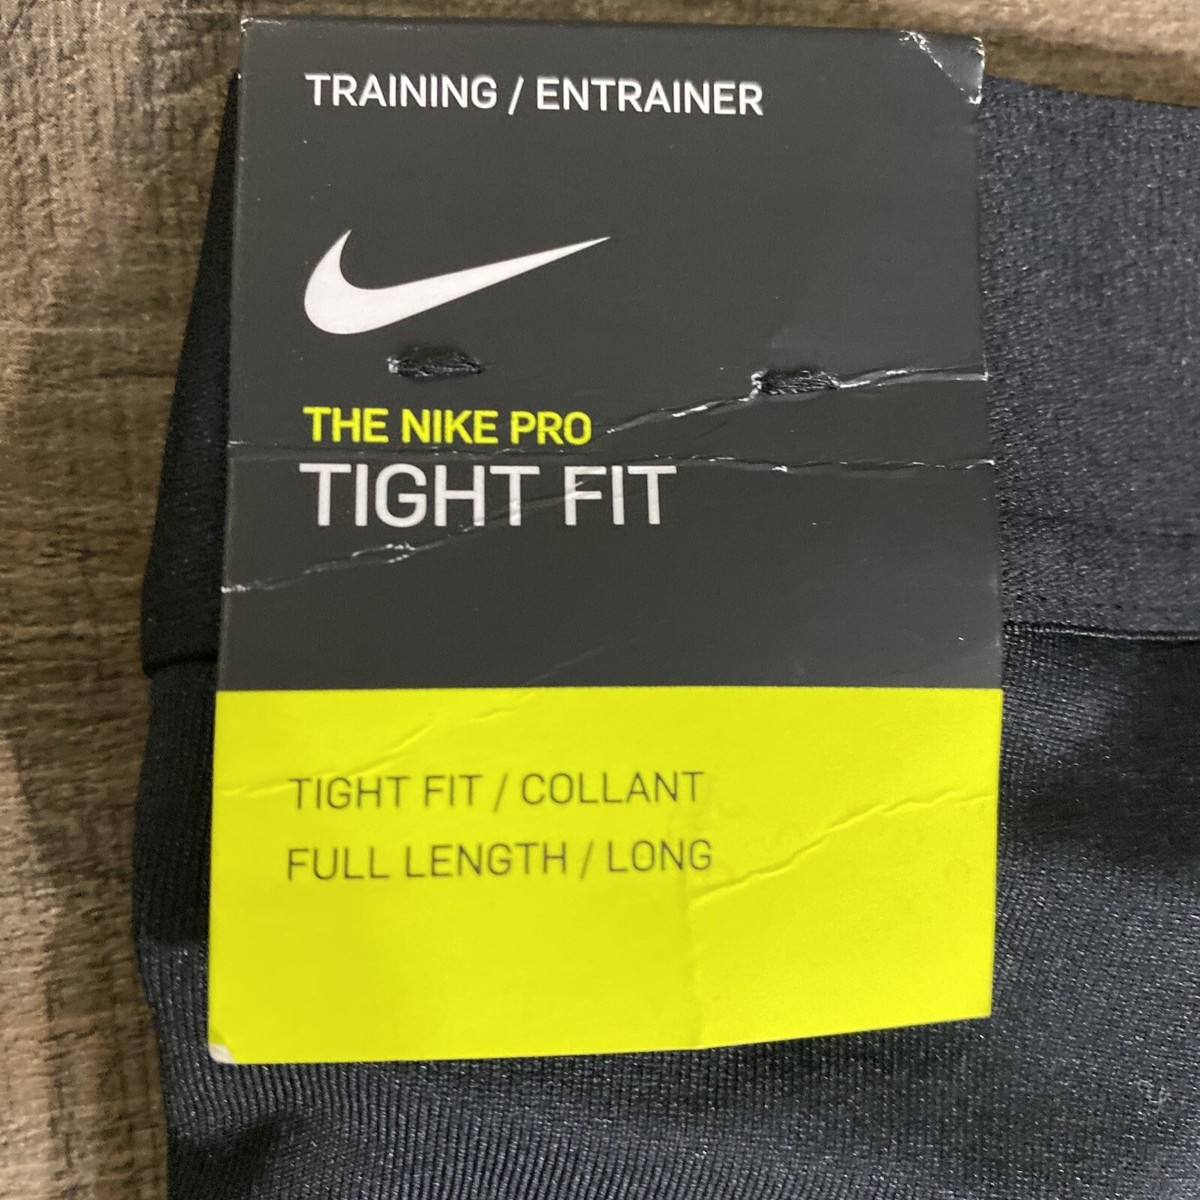 TRAINING / ENTRAINER
THE NIKE PRO
TIGHT FIT
TIGHT FIT / COLLANT
FULL LENGTH / LONG